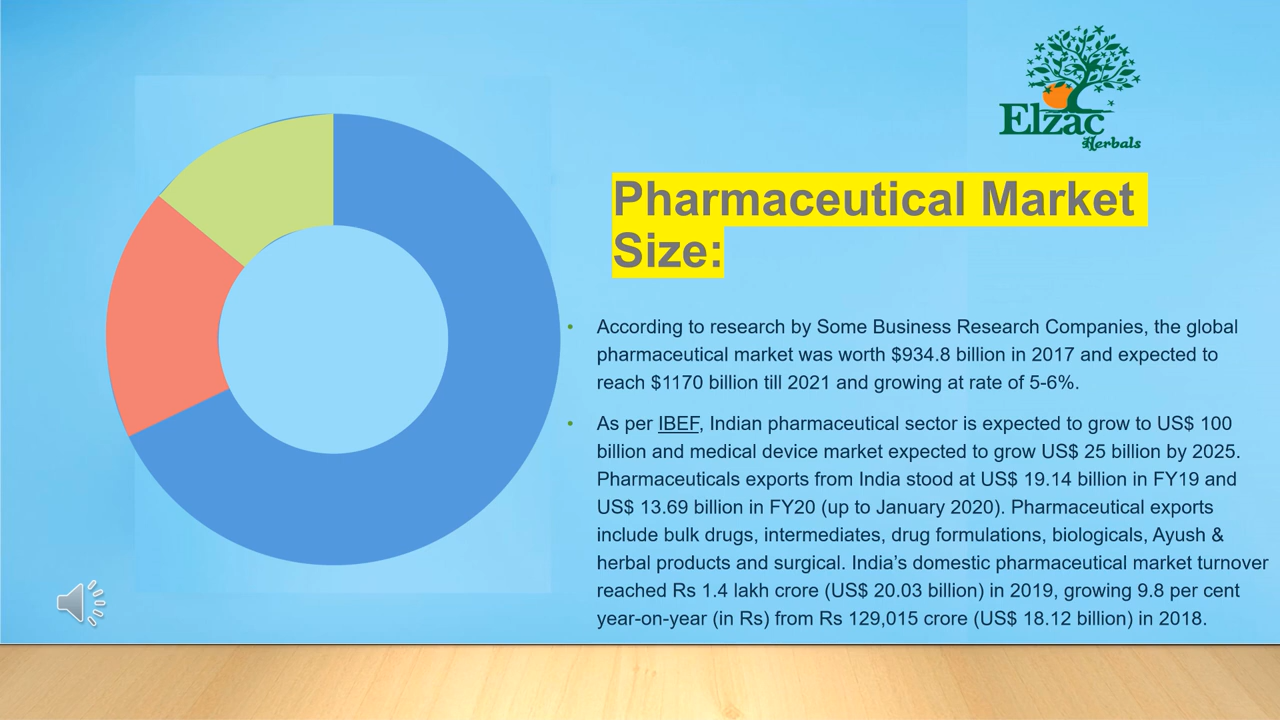 Elzac
Herbals
Pharmaceutical Market
Size:
• According to research by Some Business Research Companies, the global
pharmaceutical market was worth $934.8 billion in 2017 and expected to
reach $1170 billion till 2021 and growing at rate of 5-6%.
• As per IBEF, Indian pharmaceutical sector is expected to grow to US$ 100
billion and medical device market expected to grow US$ 25 billion by 2025.
Pharmaceuticals exports from India stood at US$ 19.14 billion in FY19 and
US$ 13.69 billion in FY20 (up to January 2020). Pharmaceutical exports
include bulk drugs, intermediates, drug formulations, biologicals, Ayush &
herbal products and surgical. India’s domestic pharmaceutical market turnover
reached Rs 1.4 lakh crore (US$ 20.03 billion) in 2019, growing 9.8 per cent
year-on-year (in Rs) from Rs 129,015 crore (US$ 18.12 billion) in 2018.